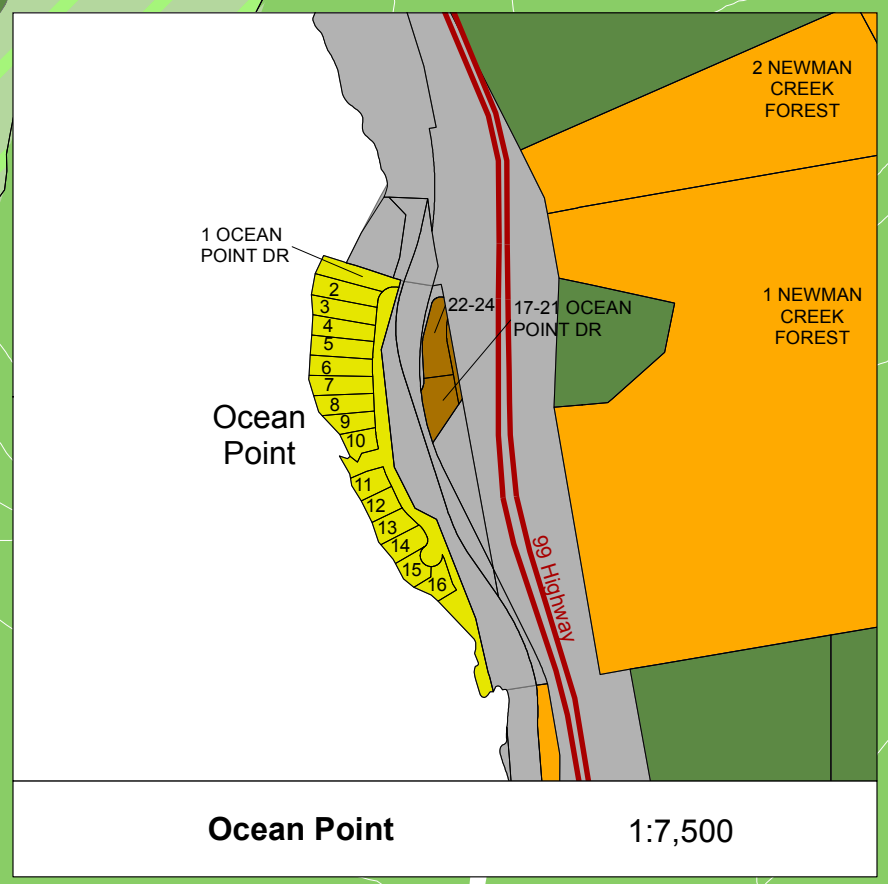 2 NEWMAN
CREEK
FOREST
1 OCEAN
POINT DR
1 NEWMAN
CREEK
FOREST
2
3
4
5
6
7
8
9
10
11
12
13
14
15
16
22-24
17-21 OCEAN
POINT DR
Ocean
Point
99 Highway
Ocean Point
1:7,500